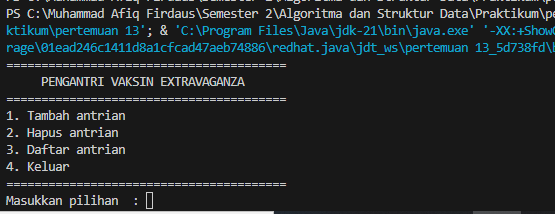 PS C:\Muhammad Afiq Firdaus\Semester 2\Algoritma dan Struktur Data\Praktikum\pe
ktikum\pertemuan 13'; & 'C:\Program Files\Java\jdk-21\bin\java.exe' '-XX:+ShowC
rage\01ead246c1411d8a1cfcad47aeb74886\redhat.java\jdt_ws\pertemuan 13_5d738fd\b
========================================
PENGANTRI VAKSIN EXTRAVAGANZA
========================================
1. Tambah antrian
2. Hapus antrian
3. Daftar antrian
4. Keluar
========================================
Masukkan pilihan  :